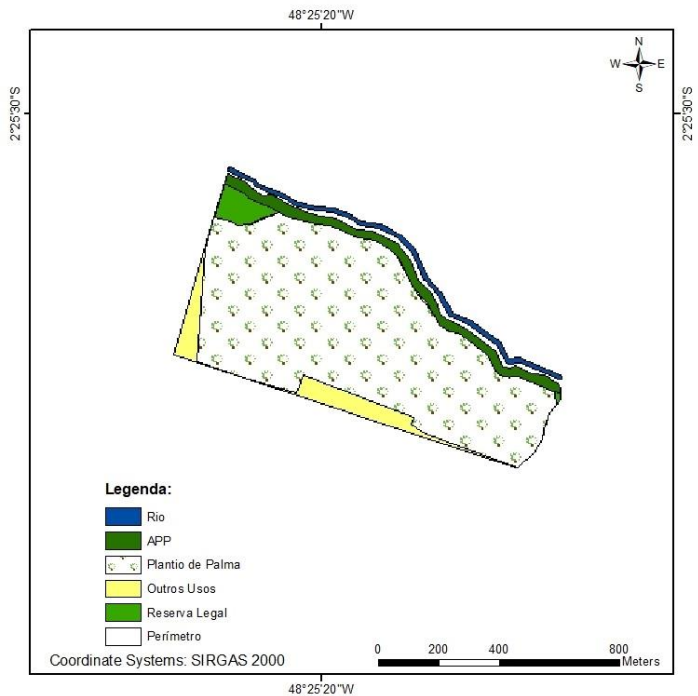 48°25'20"W
N
W E
S
2°25'30"S
2°25'30"S
Legenda:
Rio
APP
Plantio de Palma
Outros Usos
Reserva Legal
Perímetro
Coordinate Systems: SIRGAS 2000
0 200 400 800
Meters
48°25'20"W